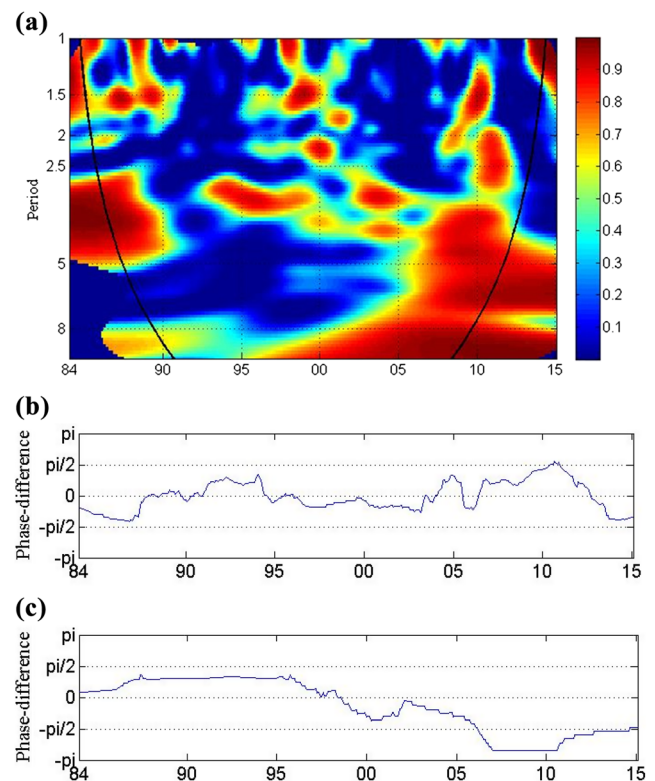 (a)
1
1.5
2
2.5
5
8
Period
84 90 95 00 05 10 15
0.9
0.8
0.7
0.6
0.5
0.4
0.3
0.2
0.1
(b)
Phase-difference
pi
pi/2
0
-pi/2
-pi
84 90 95 00 05 10 15
(c)
Phase-difference
pi
pi/2
0
-pi/2
-pi
84 90 95 00 05 10 15